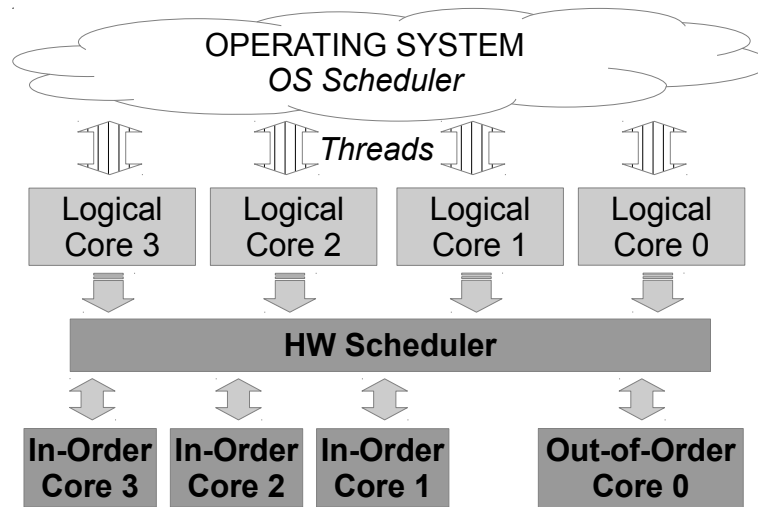 OPERATING SYSTEM
OS Scheduler
Threads
Logical
Core 3
Logical
Core 2
Logical
Core 1
Logical
Core 0
HW Scheduler
In-Order
Core 3
In-Order
Core 2
In-Order
Core 1
Out-of-Order
Core 0